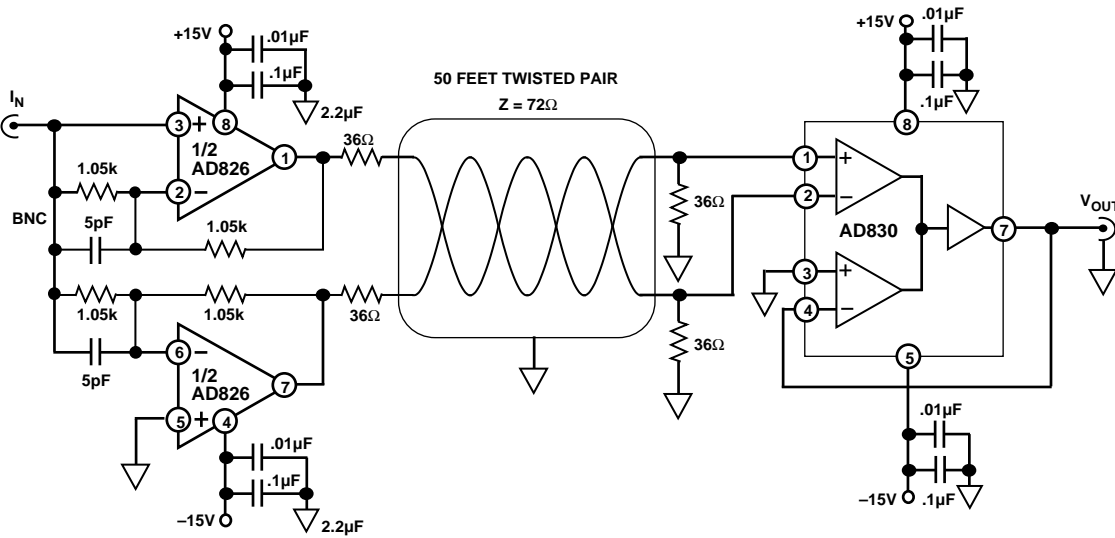 +15V
.01µF
.1µF
2.2µF
I_N
3
+
8
1/2
AD826
1
36Ω
1.05k
2
–
BNC
5pF
1.05k
50 FEET TWISTED PAIR
Z = 72Ω
36Ω
+15V
.01µF
.1µF
8
1
+
2
–
AD830
3
+
4
–
7
V_OUT
5
1.05k
1.05k
36Ω
5pF
6
–
1/2
AD826
7
5
+
4
36Ω
.01µF
.1µF
–15V
2.2µF
.01µF
.1µF
–15V